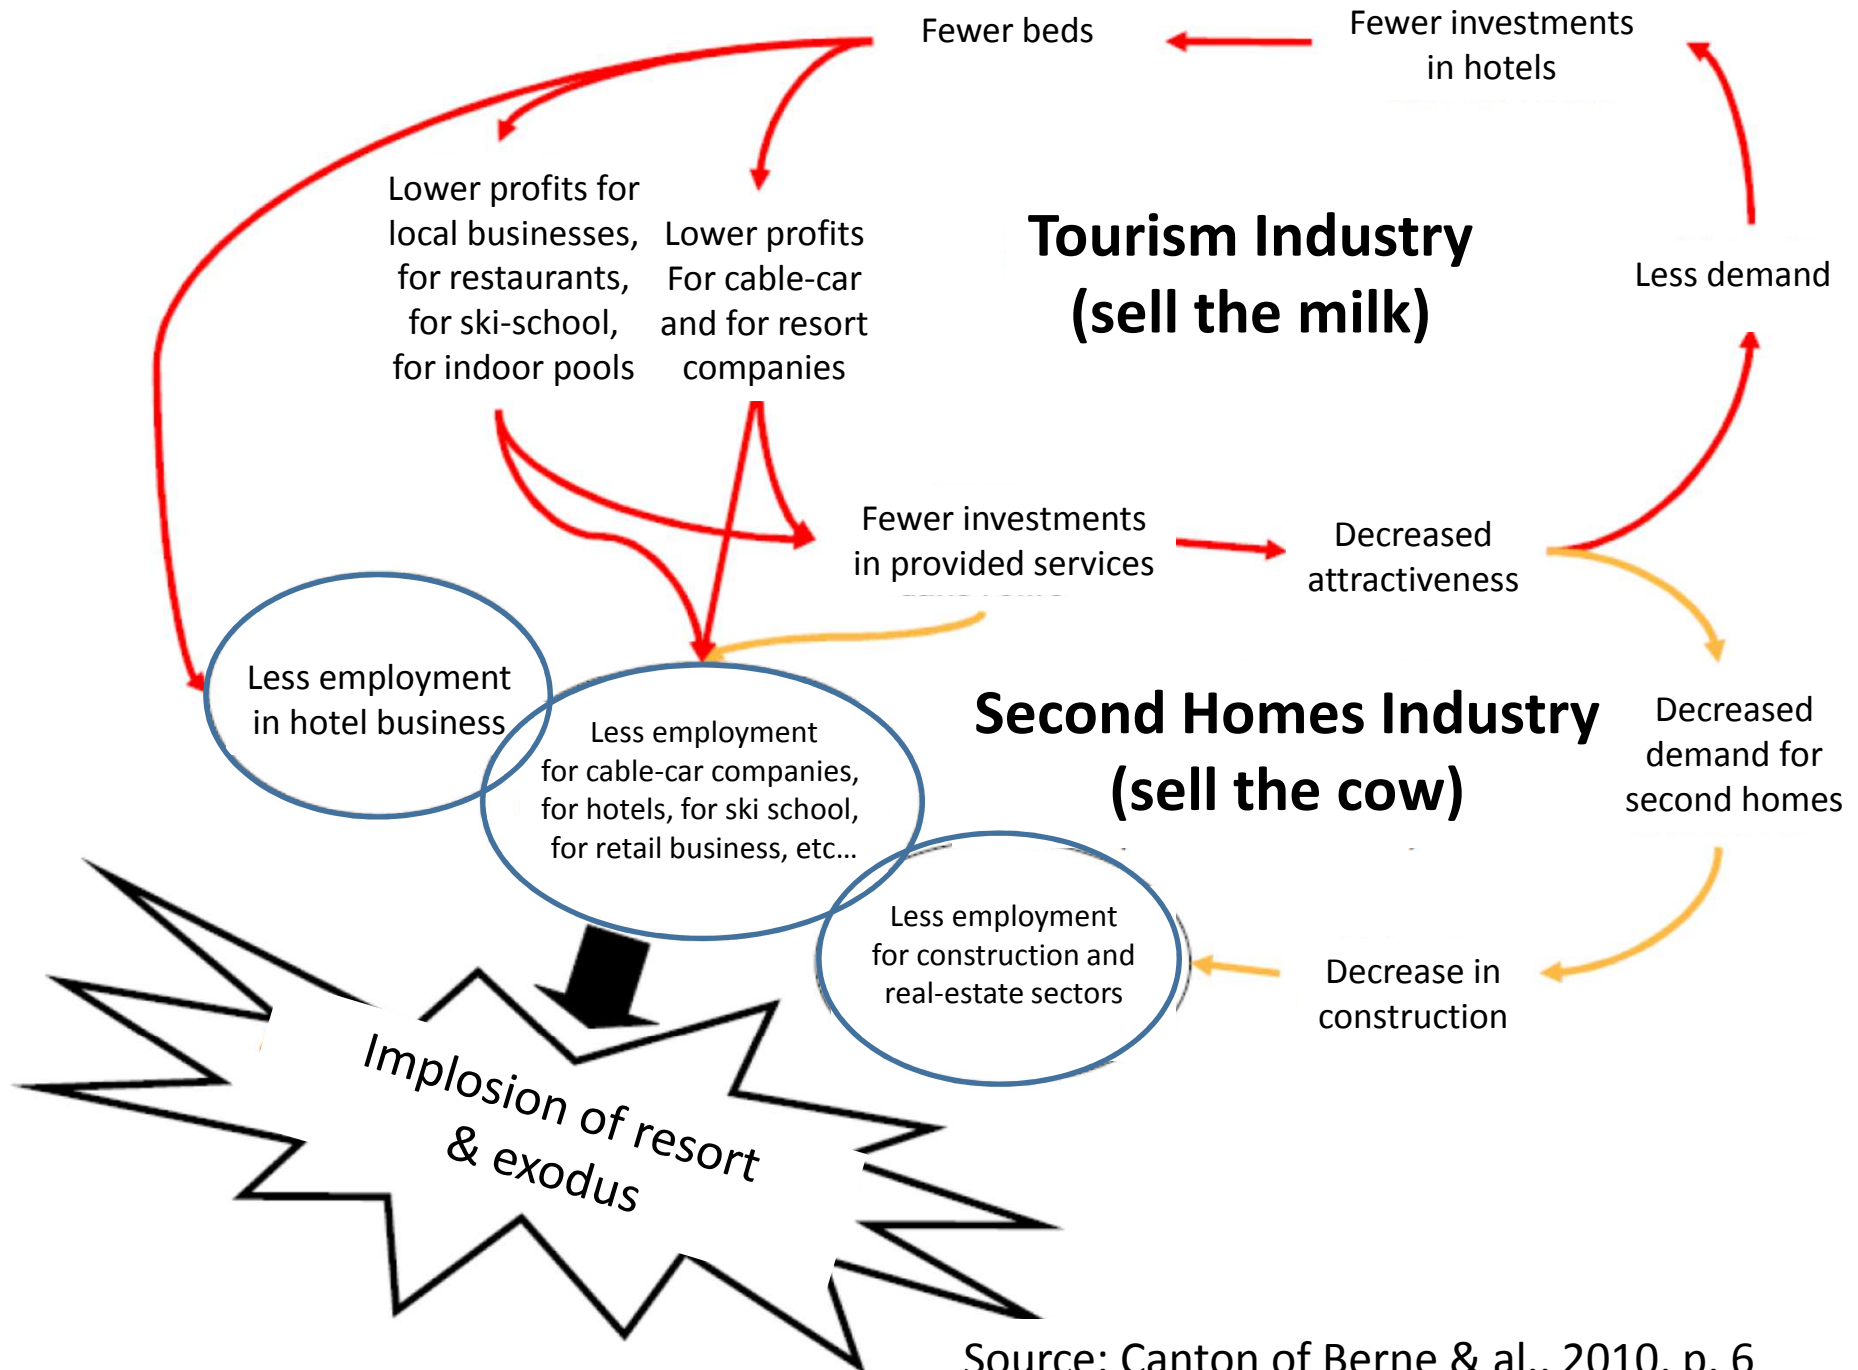 Fewer beds
Fewer investments
in hotels
Lower profits for
local businesses,
for restaurants,
for ski-school,
for indoor pools
Lower profits
For cable-car
and for resort
companies
Tourism Industry
(sell the milk)
Less demand
Fewer investments
in provided services
Decreased
attractiveness
Less employment
in hotel business
Less employment
for cable-car companies,
for hotels, for ski school,
for retail business, etc…
Second Homes Industry
(sell the cow)
Decreased
demand for
second homes
Less employment
for construction and
real-estate sectors
Decrease in
construction
Implosion of resort
& exodus
Source: Canton of Berne & al., 2010, p. 6